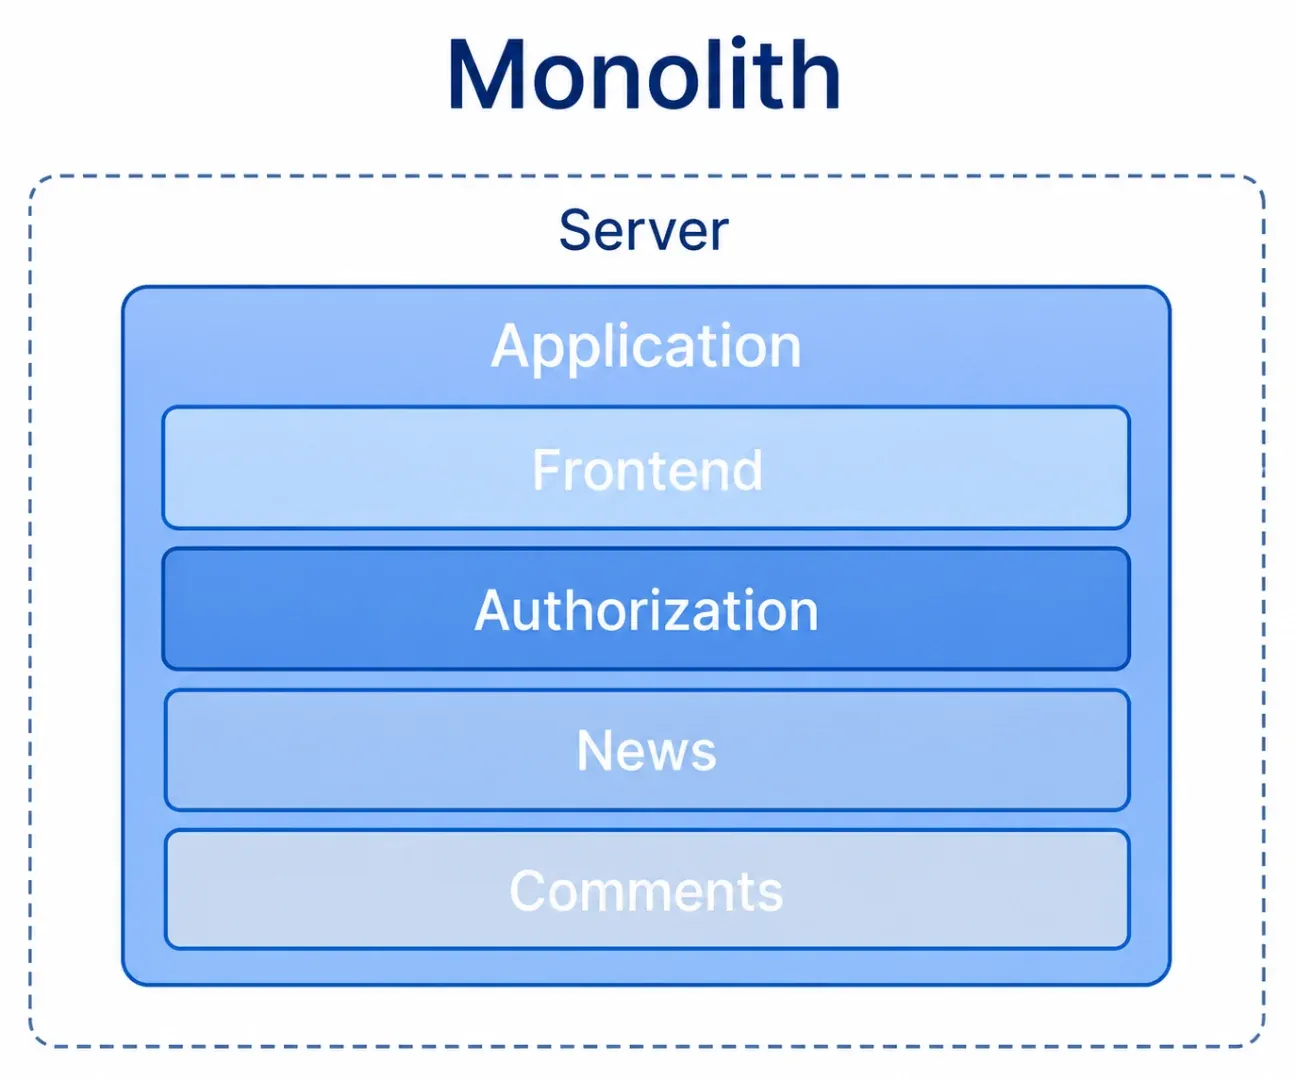 Monolith
Server
Application
Frontend
Authorization
News
Comments